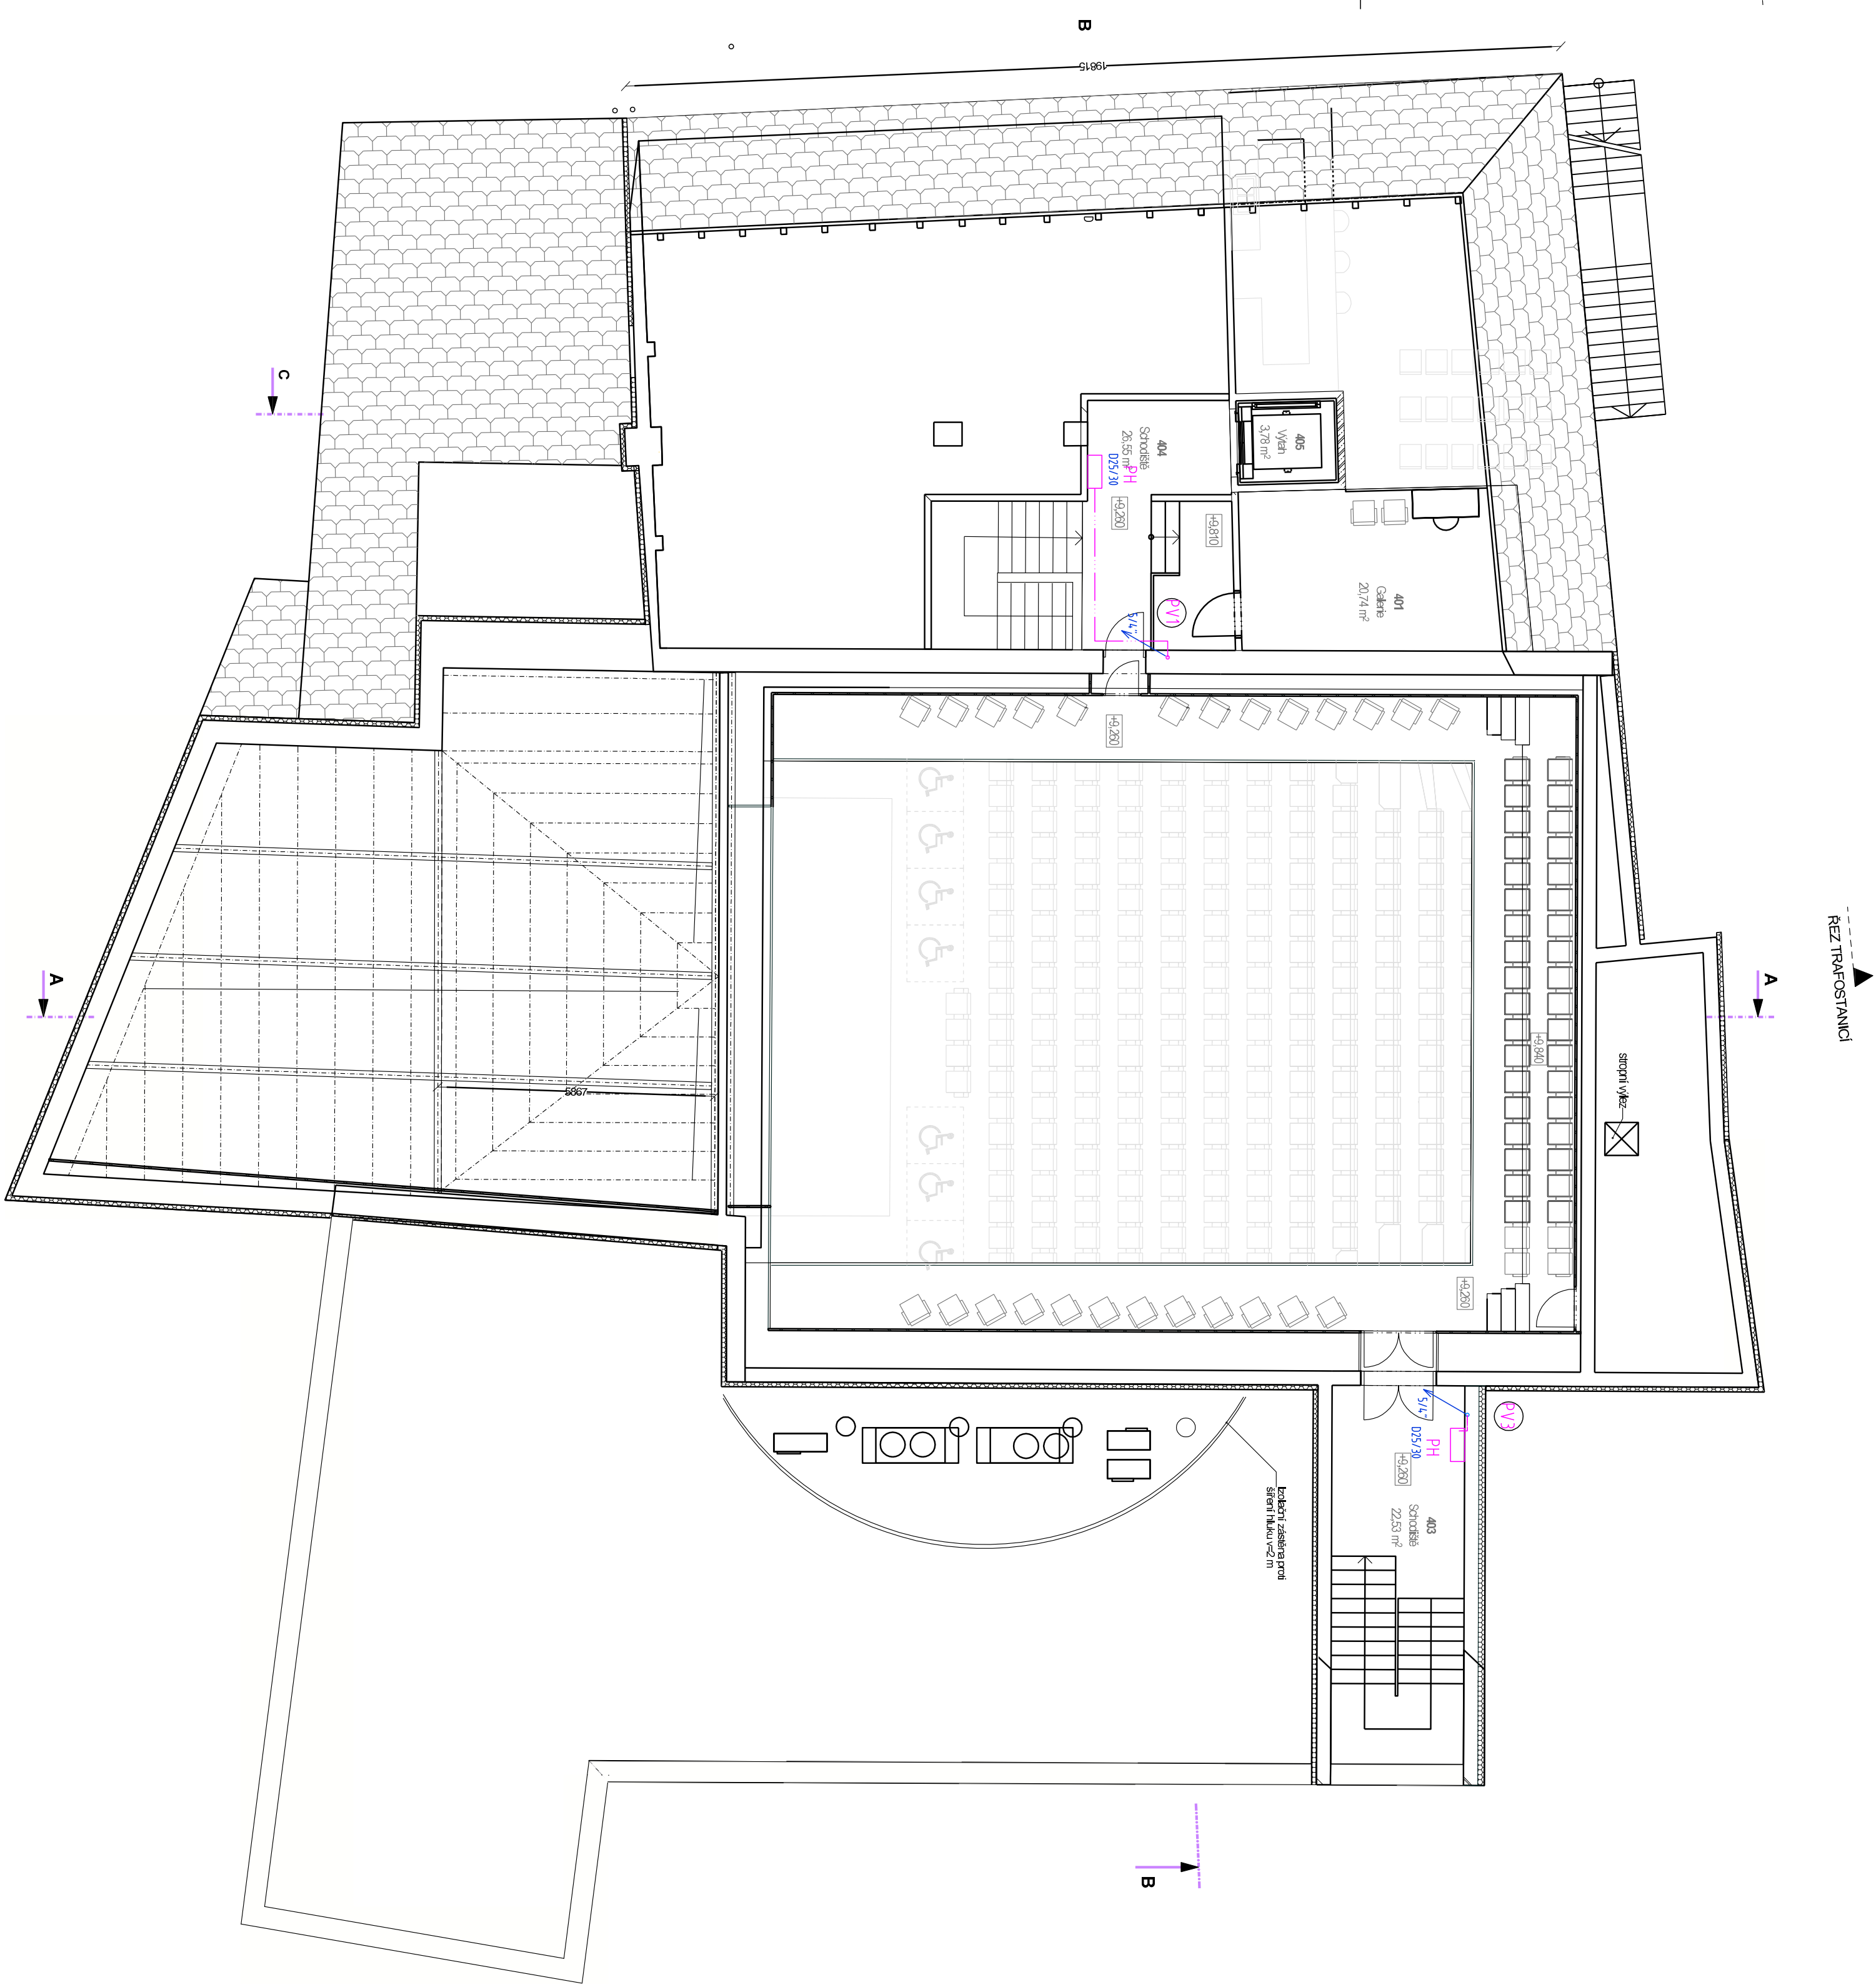 B
19815
C
404
Schodiště
26,55 m²
PH
D25/30
+9,260
405
Výtah
3,78 m²
+9,810
401
Galerie
20,74 m²
PV1
5/4"
+9,260
A
A
ŘEZ TRAFOSTANICÍ
stropní výlez
+9,840
5867
+9,260
PV3
5/4"
PH
D25/30
+9,260
403
Schodiště
22,53 m²
Izolační zástěna proti
šíření hluku v=2 m
B